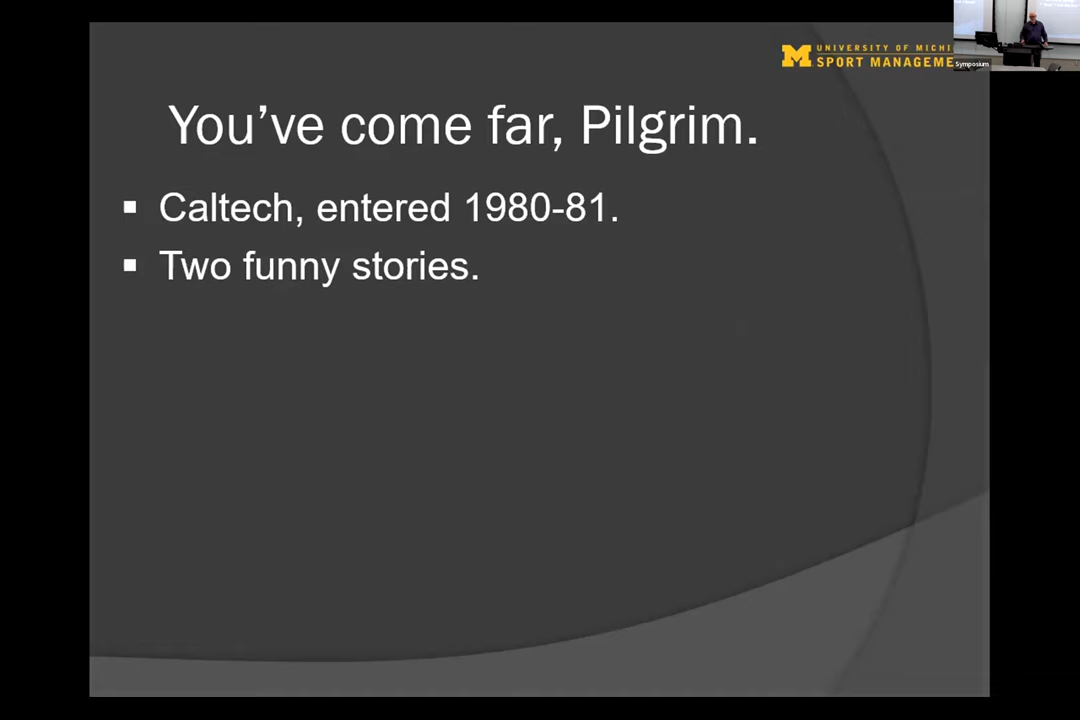 UNIVERSITY OF MICHI
SPORT MANAGEME
Symposium
You’ve come far, Pilgrim.
▪ Caltech, entered 1980-81.
▪ Two funny stories.